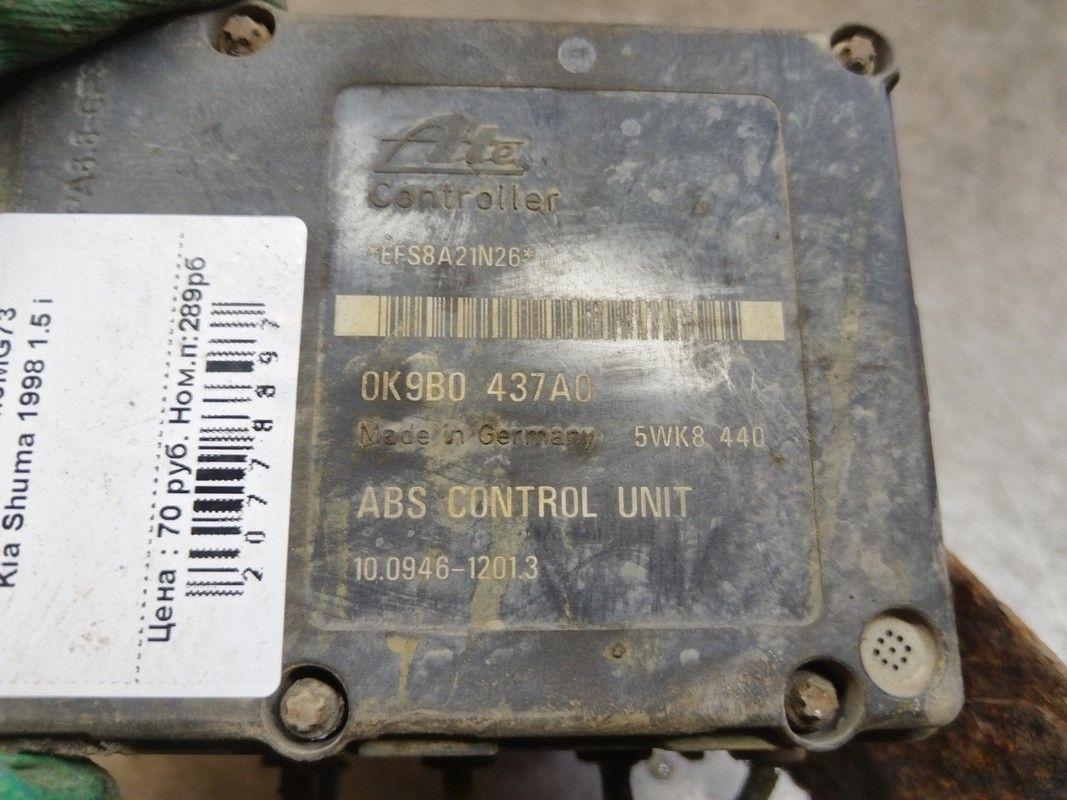 Ate
Controller
*EFS8A21N26*
0K9B0 437A0
Made in Germany 5WK8 440
ABS CONTROL UNIT
10.0946-1201.3
Kia Shuma 1998 1.5 i
Цена : 70 руб. Ном.п:289рб
20778897